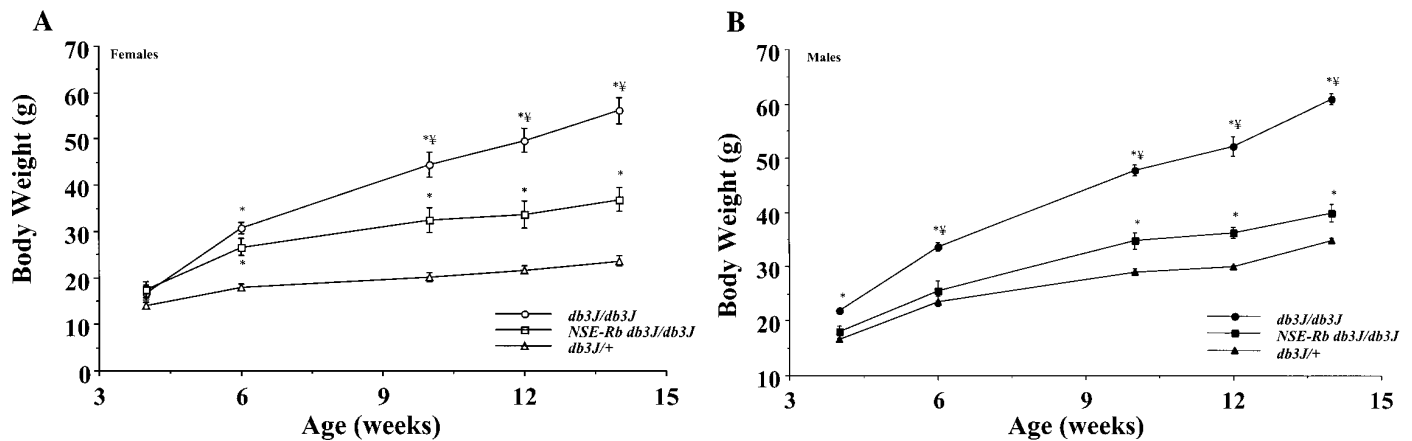 A
Females
Body Weight (g)
70
60
50
40
30
20
10
0
*
*
*¥
*
*¥
*
*¥
*
db3J/db3J
NSE-Rb db3J/db3J
db3J/+
3
6
9
12
15
Age (weeks)
B
Males
Body Weight (g)
70
60
50
40
30
20
10
*
*¥
*¥
*
*¥
*
*¥
*
db3J/db3J
NSE-Rb db3J/db3J
db3J/+
3
6
9
12
15
Age (weeks)